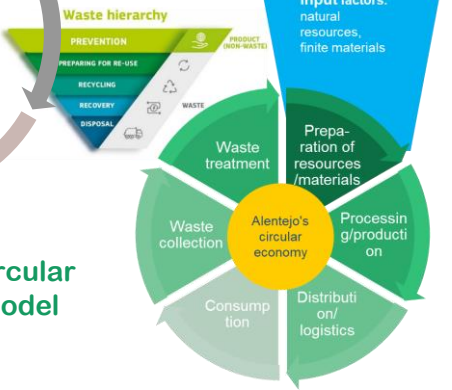 Waste hierarchy
PREVENTION
PREPARING FOR RE-USE
RECYCLING
RECOVERY
DISPOSAL
PRODUCT
(NON-WASTE)
WASTE
input factors:
natural
resources,
finite materials
Prepa-
ration of
resources
/materials
Processin
g/producti
on
Distributi
on/
logistics
Consump
tion
Waste
collection
Waste
treatment
Alentejo's
circular
economy
rcular
odel